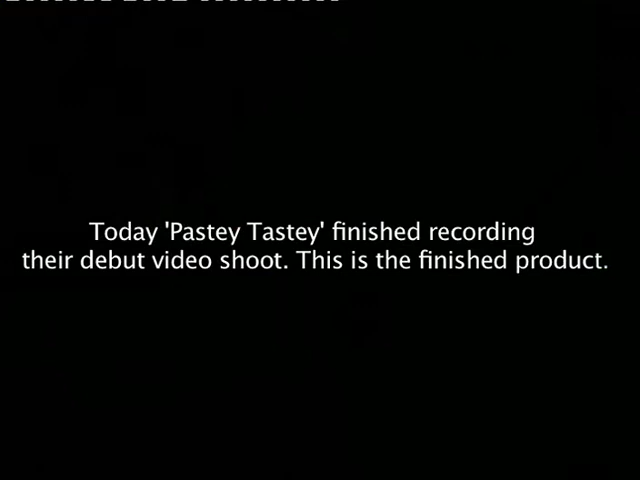 Today 'Pastey Tastey' finished recording
their debut video shoot. This is the finished product.